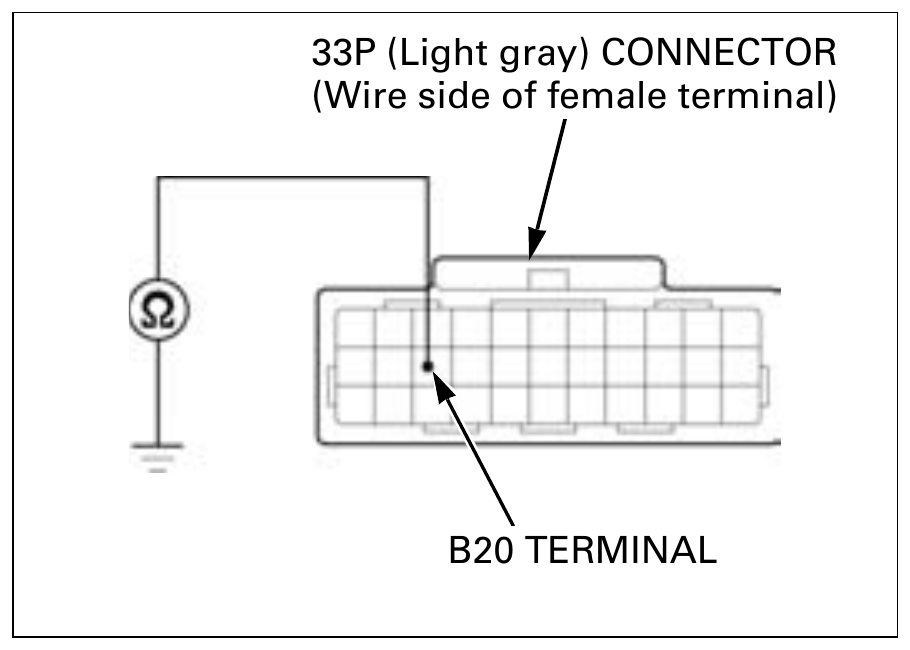 33P (Light gray) CONNECTOR
(Wire side of female terminal)
Ω
B20 TERMINAL